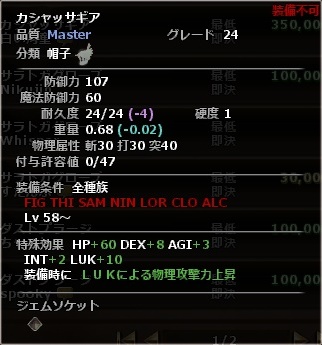 カシャッサギア
装備不可
品質 Master
グレード 24
分類 帽子
防御力 107
魔法防御力 60
耐久度 24/24 (-4)
硬度 1
重量 0.68 (-0.02)
物理属性 斬30 打30 突40
付与許容値 0/47
装備条件 全種族
FIG THI SAM NIN LOR CLO ALC
Lv 58～
特殊効果 HP+60 DEX+8 AGI+3
INT+2 LUK+10
装備時に ＬＵＫによる物理攻撃力上昇
ジェムソケット
1/2